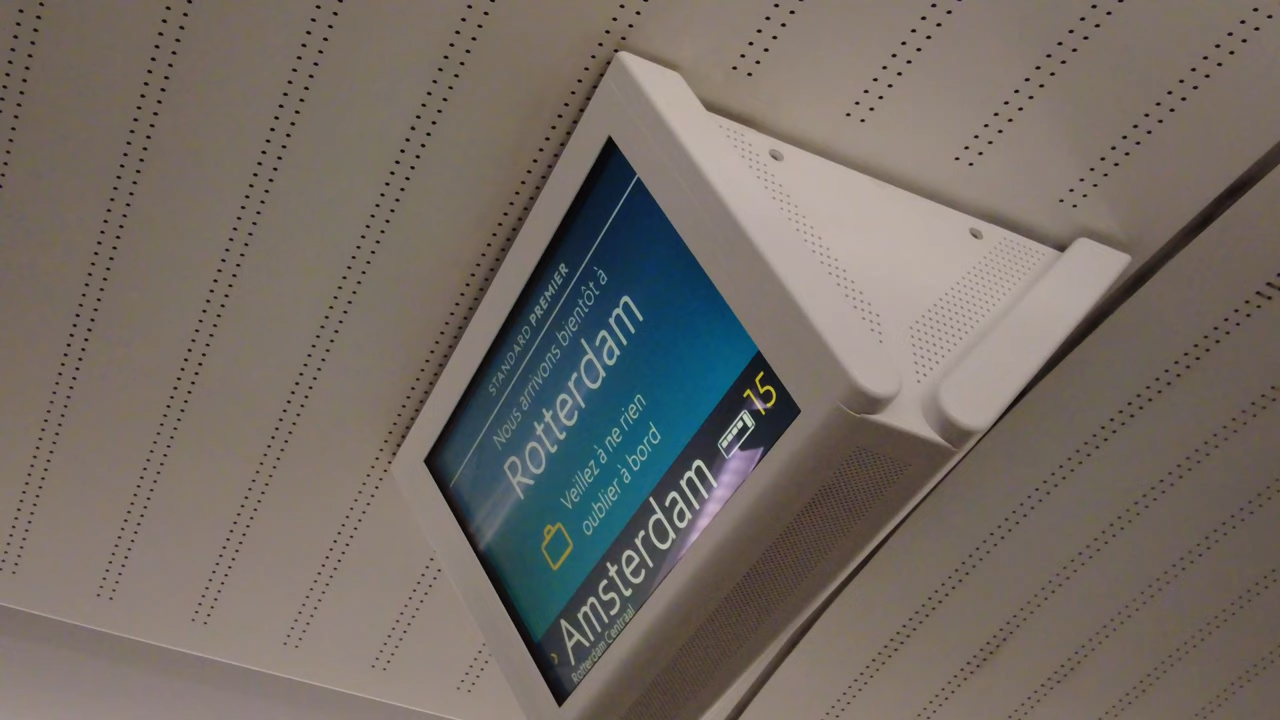 STANDARD PREMIER
Nous arrivons bientôt à
Rotterdam
Veillez à ne rien
oublier à bord
› Amsterdam 15
Rotterdam Centraal